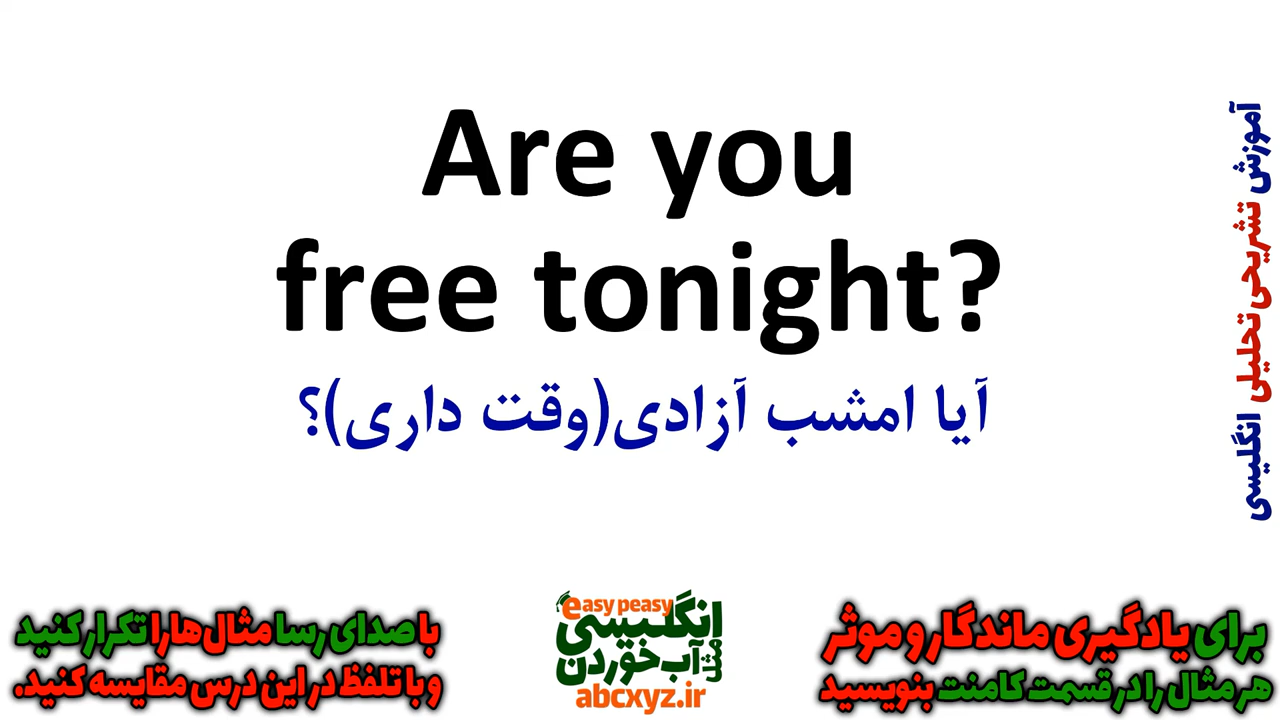 Are you
free tonight?
آیا امشب آزادی(وقت داری)؟
آموزش تشریحی تحلیلی انگلیسی
برای یادگیری ماندگار و موثر
هر مثال را در قسمت کامنت بنویسید
easy peasy
انگلیسی
مثل آب خوردن
abcxyz.ir
با صدای رسا مثال‌ها را تکرار کنید
و با تلفظ در این درس مقایسه کنید.